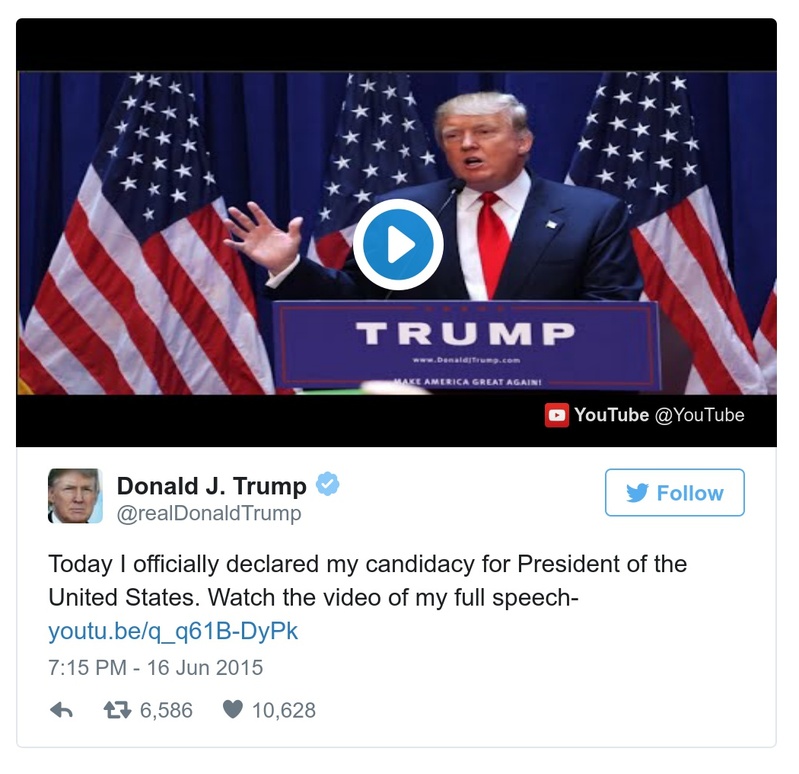 TRUMP
www.DonaldJTrump.com
MAKE AMERICA GREAT AGAIN!
YouTube @YouTube
Donald J. Trump
@realDonaldTrump
Follow
Today I officially declared my candidacy for President of the
United States. Watch the video of my full speech-
youtu.be/q_q61B-DyPk
7:15 PM - 16 Jun 2015
6,586 10,628